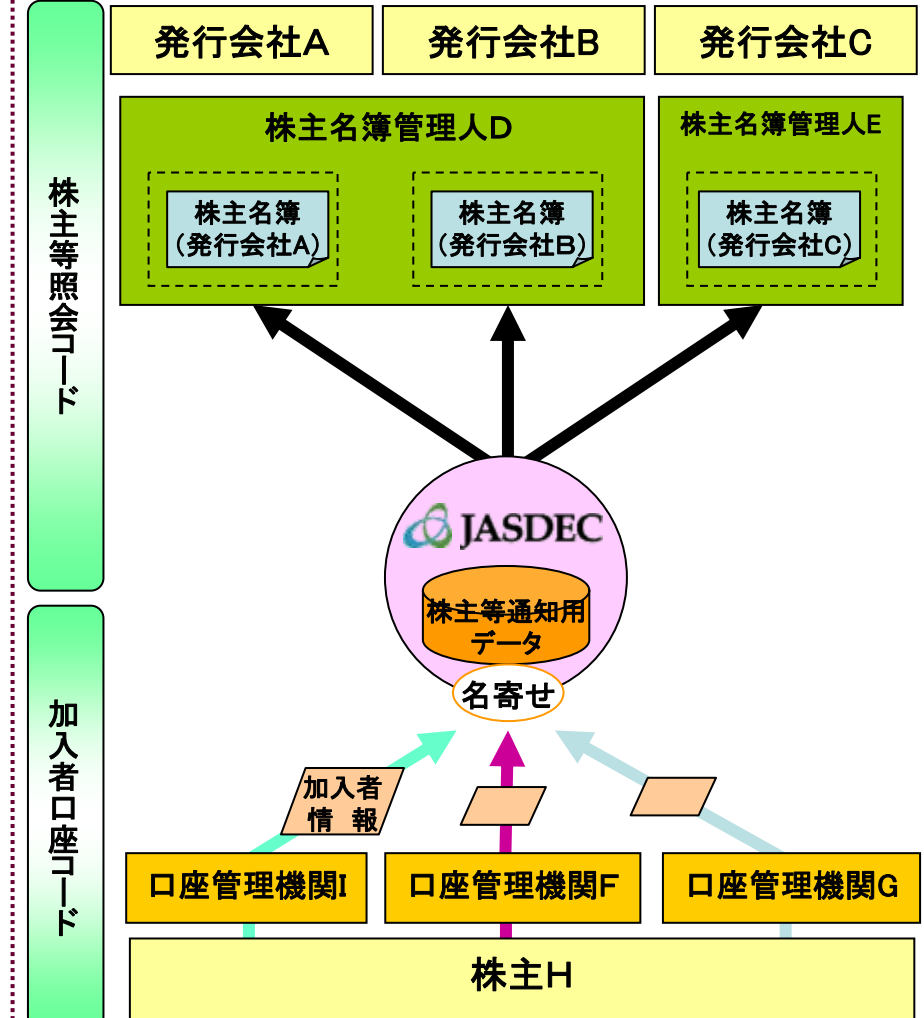 発行会社A
発行会社B
発行会社C
株主名簿管理人D
株主名簿管理人E
株主名簿
（発行会社A）
株主名簿
（発行会社B）
株主名簿
（発行会社C）
株主等照会コード
JASDEC
株主等通知用
データ
名寄せ
加入者口座コード
加入者
情　報
口座管理機関I
口座管理機関F
口座管理機関G
株主H